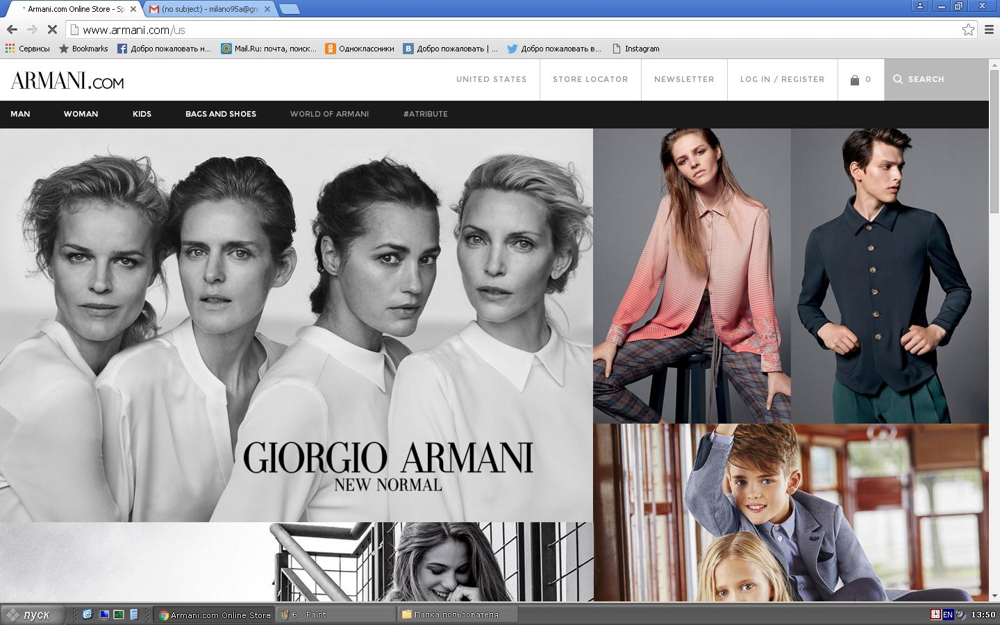 Armani.com Online Store - Sp
(no subject) - milano95a@gm
www.armani.com/us
Сервисы
Bookmarks
Добро пожаловать н...
Mail.Ru: почта, поиск...
Одноклассники
Добро пожаловать | ...
Добро пожаловать в...
Instagram
ARMANI.COM
UNITED STATES
STORE LOCATOR
NEWSLETTER
LOG IN / REGISTER
0
SEARCH
MAN
WOMAN
KIDS
BAGS AND SHOES
WORLD OF ARMANI
#ATRIBUTE
GIORGIO ARMANI
NEW NORMAL
пуск
Armani.com Online Store
6 - Paint
Папка пользователя
EN
13:50